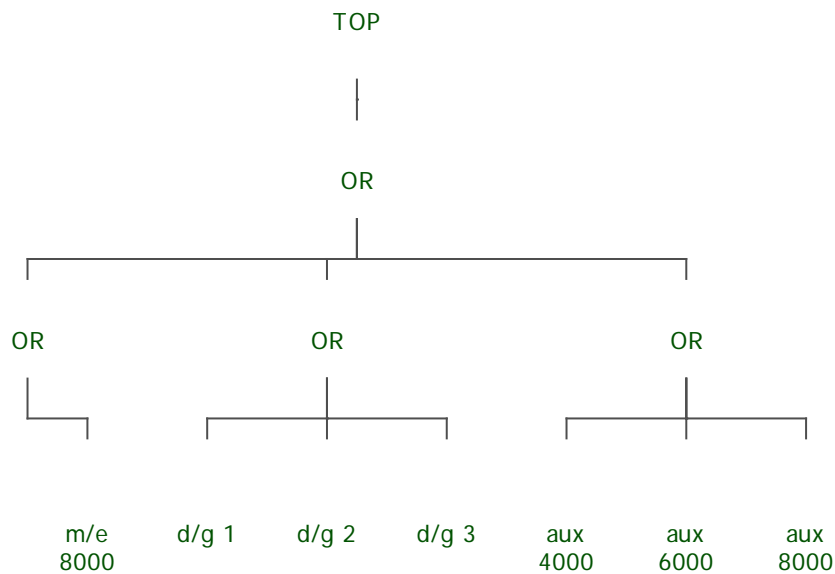 TOP
OR
OR OR OR
m/e d/g 1 d/g 2 d/g 3 aux aux aux
8000 4000 6000 8000